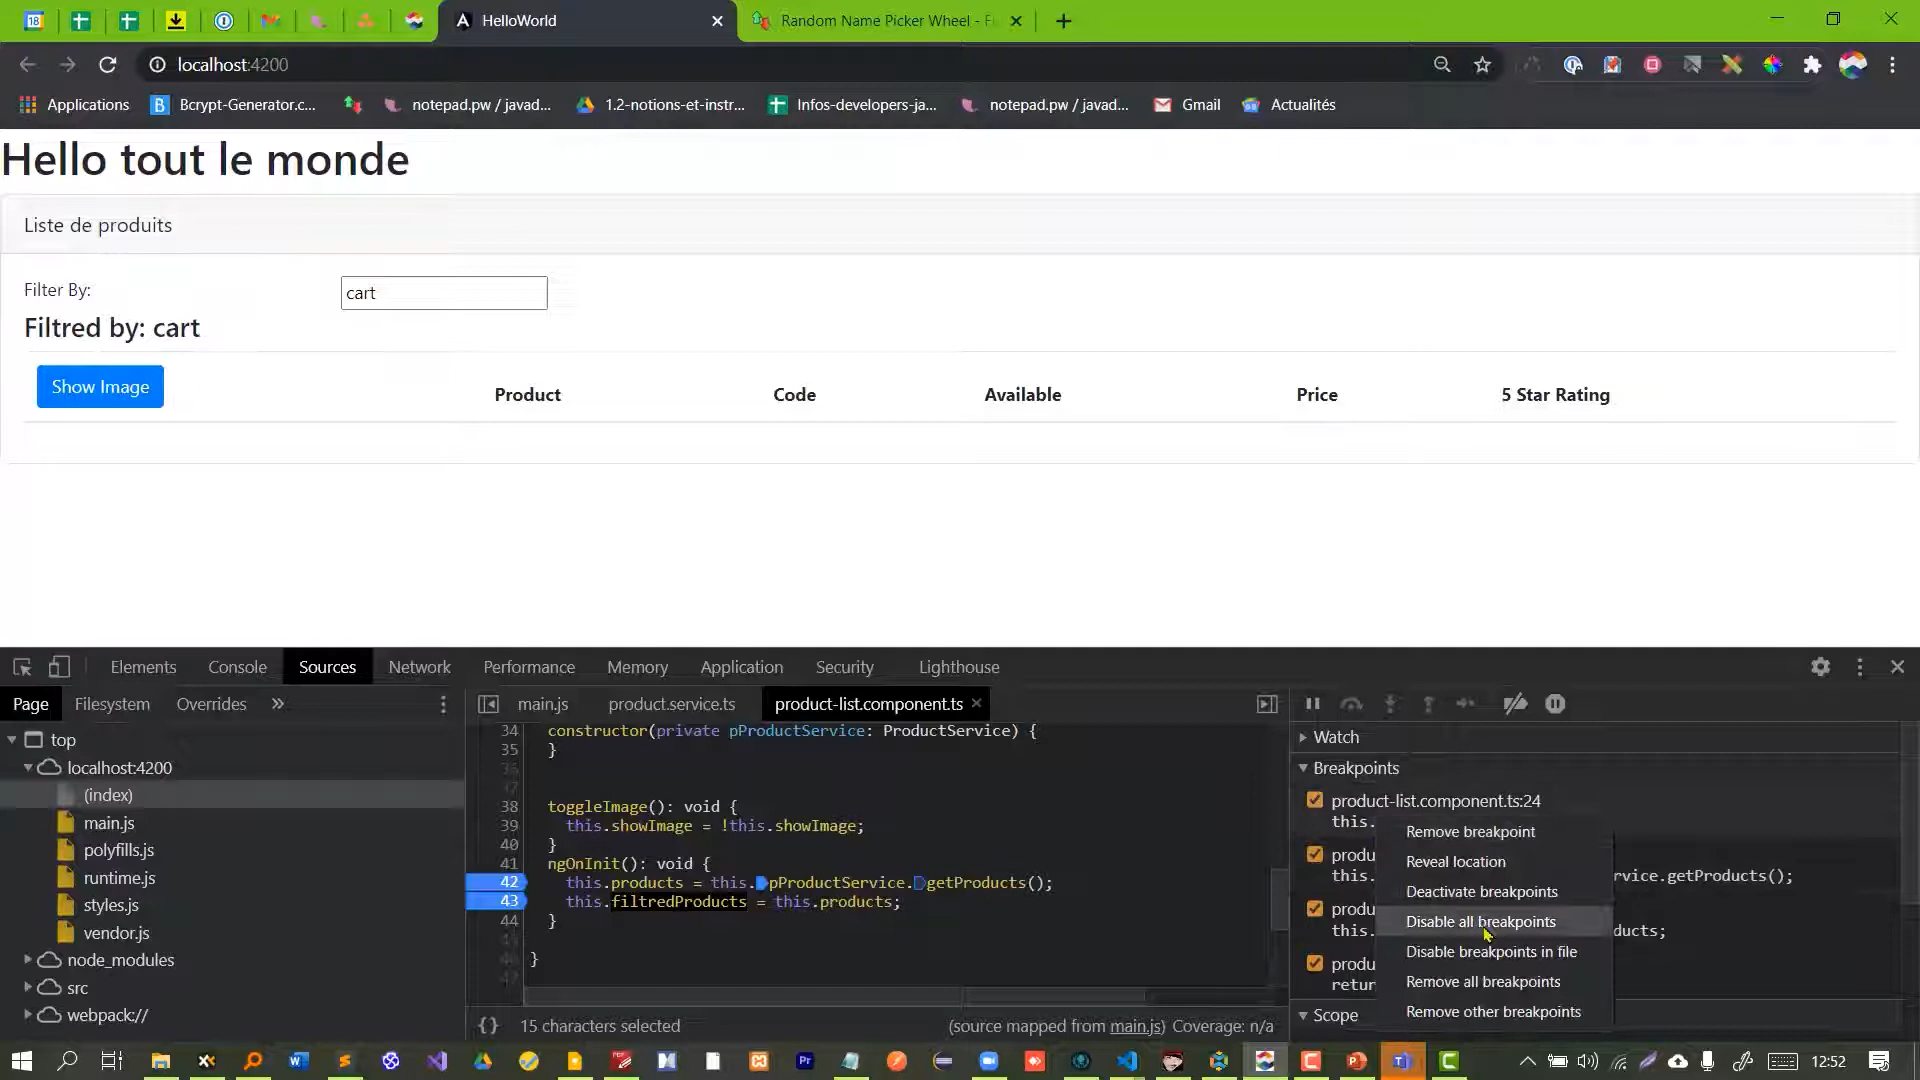 HelloWorld
Random Name Picker Wheel - F
localhost:4200
Applications
Bcrypt-Generator.c...
notepad.pw / javad...
1.2-notions-et-instr...
Infos-developers-ja...
notepad.pw / javad...
Gmail
Actualités
Hello tout le monde
Liste de produits
Filter By:
cart
Filtred by: cart
Show Image
Product
Code
Available
Price
5 Star Rating
Elements
Console
Sources
Network
Performance
Memory
Application
Security
Lighthouse
Page
Filesystem
Overrides
main.js
product.service.ts
product-list.component.ts
top
localhost:4200
(index)
main.js
polyfills.js
runtime.js
styles.js
vendor.js
node_modules
src
webpack://
34 constructor(private pProductService: ProductService) {
35 }
36
37
38 toggleImage(): void {
39 this.showImage = !this.showImage;
40 }
41 ngOnInit(): void {
42 this.products = this.pProductService.getProducts();
43 this.filtredProducts = this.products;
44 }
}
{} 15 characters selected
(source mapped from main.js) Coverage: n/a
Watch
Breakpoints
product-list.component.ts:24
this.
produ
this.
rvice.getProducts();
produ
this.
ducts;
produ
retur
Scope
Remove breakpoint
Reveal location
Deactivate breakpoints
Disable all breakpoints
Disable breakpoints in file
Remove all breakpoints
Remove other breakpoints
12:52